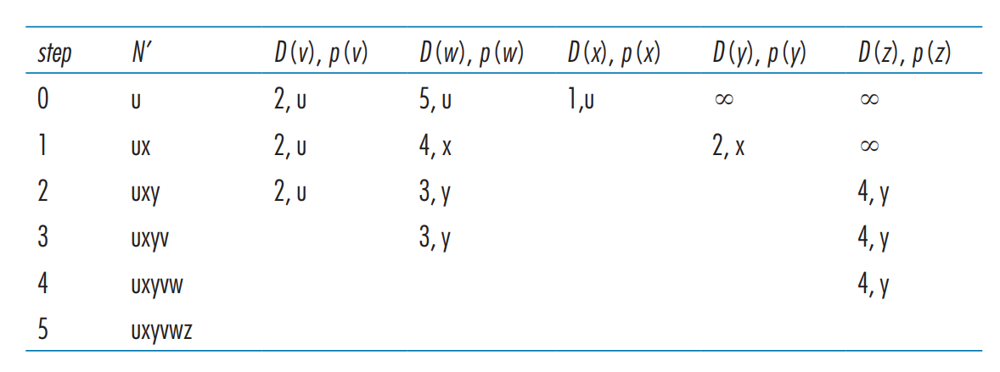 step N′ D(v), p(v) D(w), p(w) D(x), p(x) D(y), p(y) D(z), p(z)
0 u 2, u 5, u 1,u ∞ ∞
1 ux 2, u 4, x 2, x ∞
2 uxy 2, u 3, y 4, y
3 uxyv 3, y 4, y
4 uxyvw 4, y
5 uxyvwz